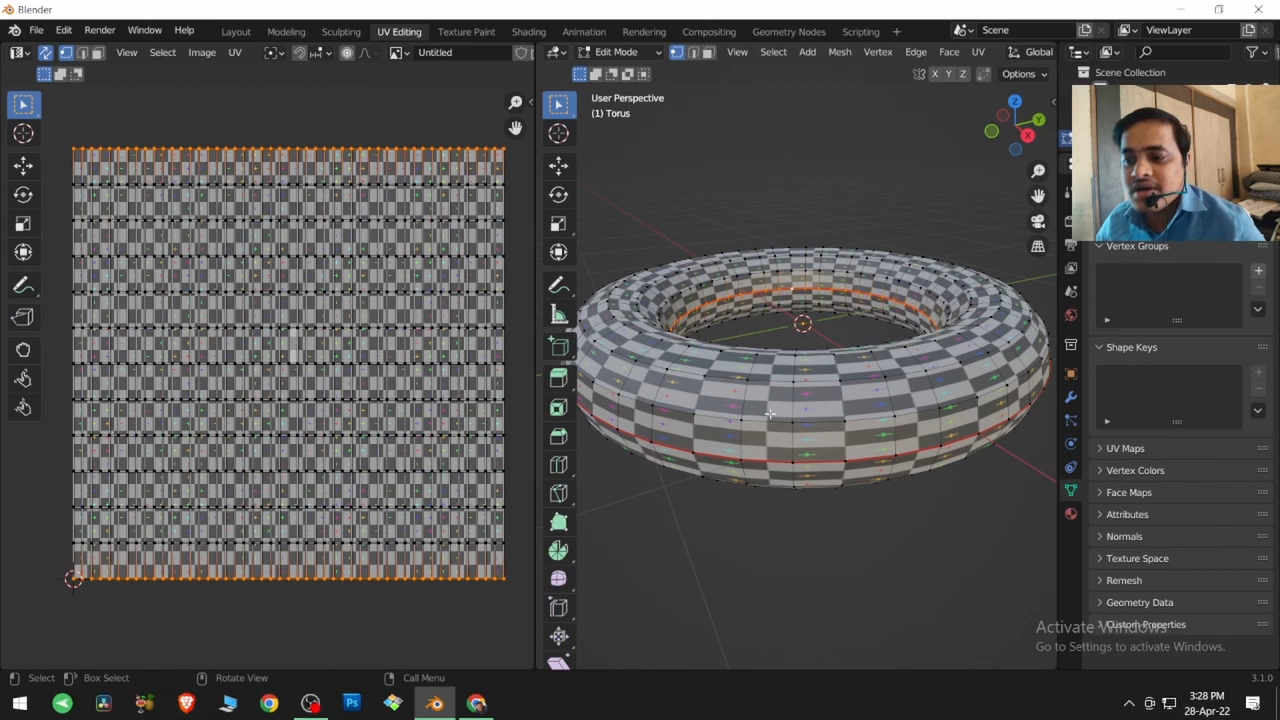 Blender
File Edit Render Window Help
Layout Modeling Sculpting UV Editing Texture Paint Shading Animation Rendering Compositing Geometry Nodes Scripting
Scene
ViewLayer
View Select Image UV
Untitled
Edit Mode
View Select Add Mesh Vertex Edge Face UV
Global
X Y Z
Options
Scene Collection
User Perspective
(1) Torus
Z
Y
X
Vertex Groups
Shape Keys
UV Maps
Vertex Colors
Face Maps
Attributes
Normals
Texture Space
Remesh
Geometry Data
Custom Properties
Activate Windows
Go to Settings to activate Windows.
Select
Box Select
Rotate View
Call Menu
3.1.0
Ps
3:28 PM
28-Apr-22